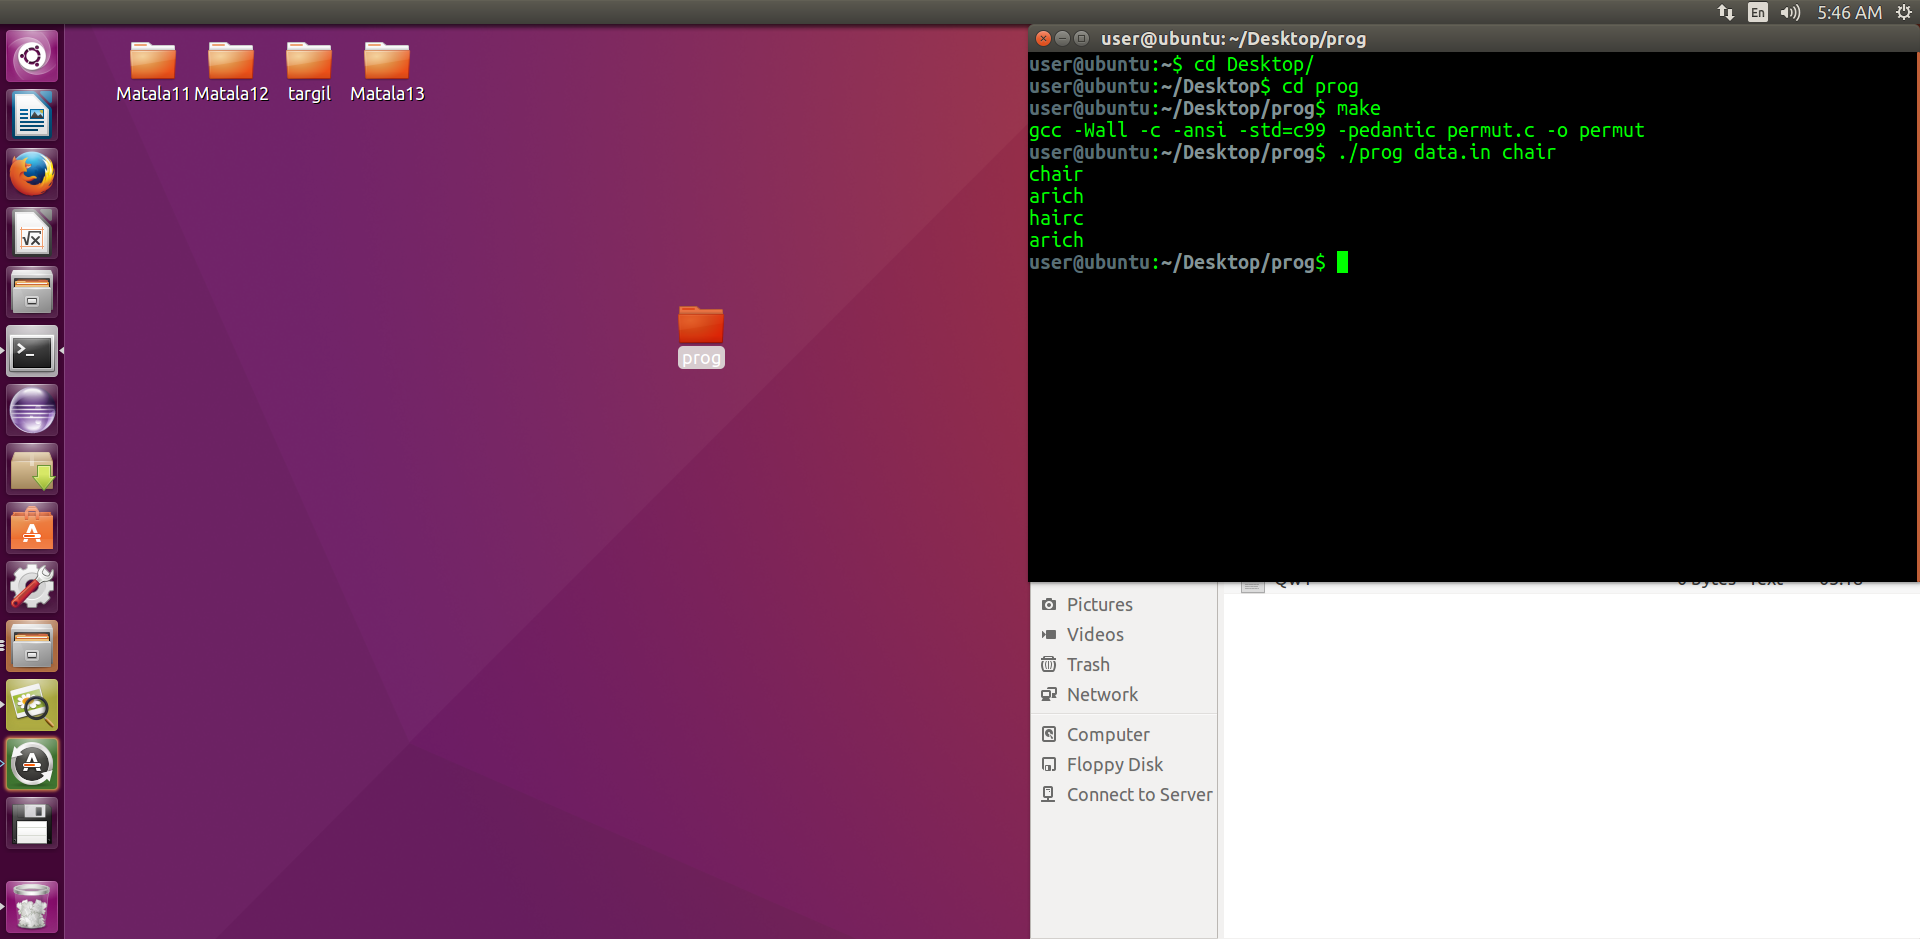 En 5:46 AM
Matala11 Matala12 targil Matala13
prog
user@ubuntu: ~/Desktop/prog
user@ubuntu:~$ cd Desktop/
user@ubuntu:~/Desktop$ cd prog
user@ubuntu:~/Desktop/prog$ make
gcc -Wall -c -ansi -std=c99 -pedantic permut.c -o permut
user@ubuntu:~/Desktop/prog$ ./prog data.in chair
chair
arich
hairc
arich
user@ubuntu:~/Desktop/prog$
Pictures
Videos
Trash
Network
Computer
Floppy Disk
Connect to Server